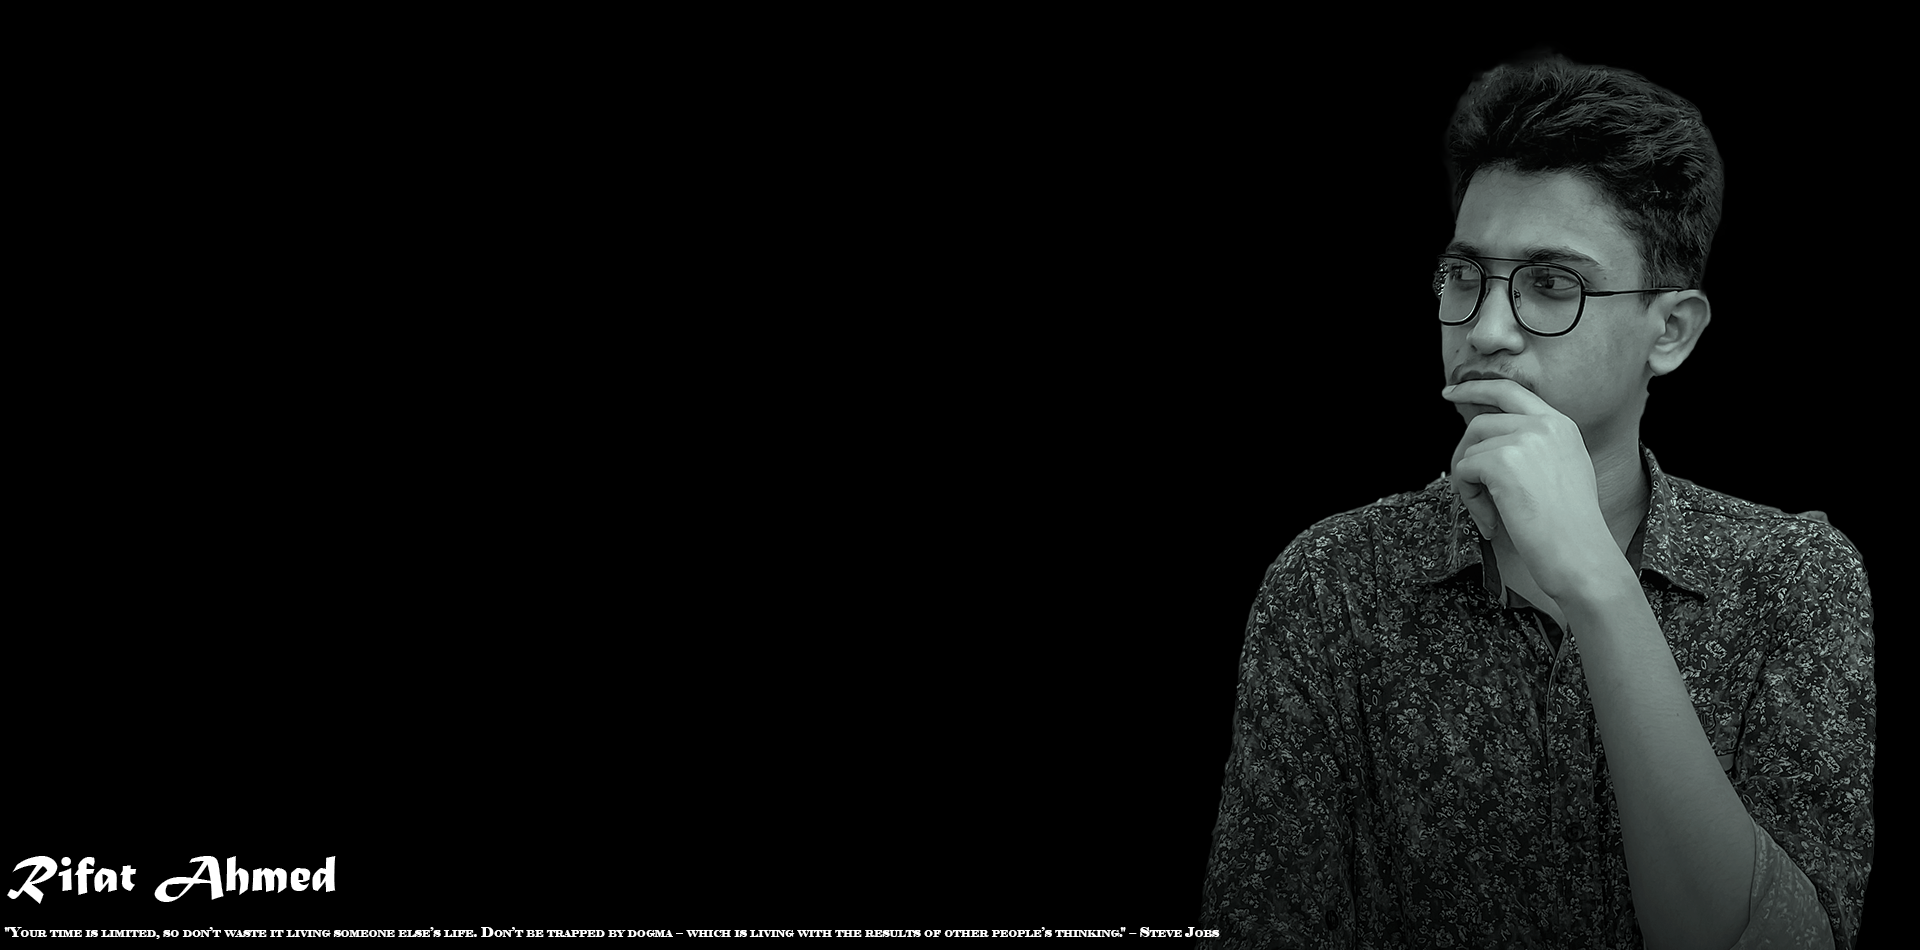 Rifat Ahmed
"Your time is limited, so don't waste it living someone else's life. Don't be trapped by dogma – which is living with the results of other people's thinking." – Steve Jobs